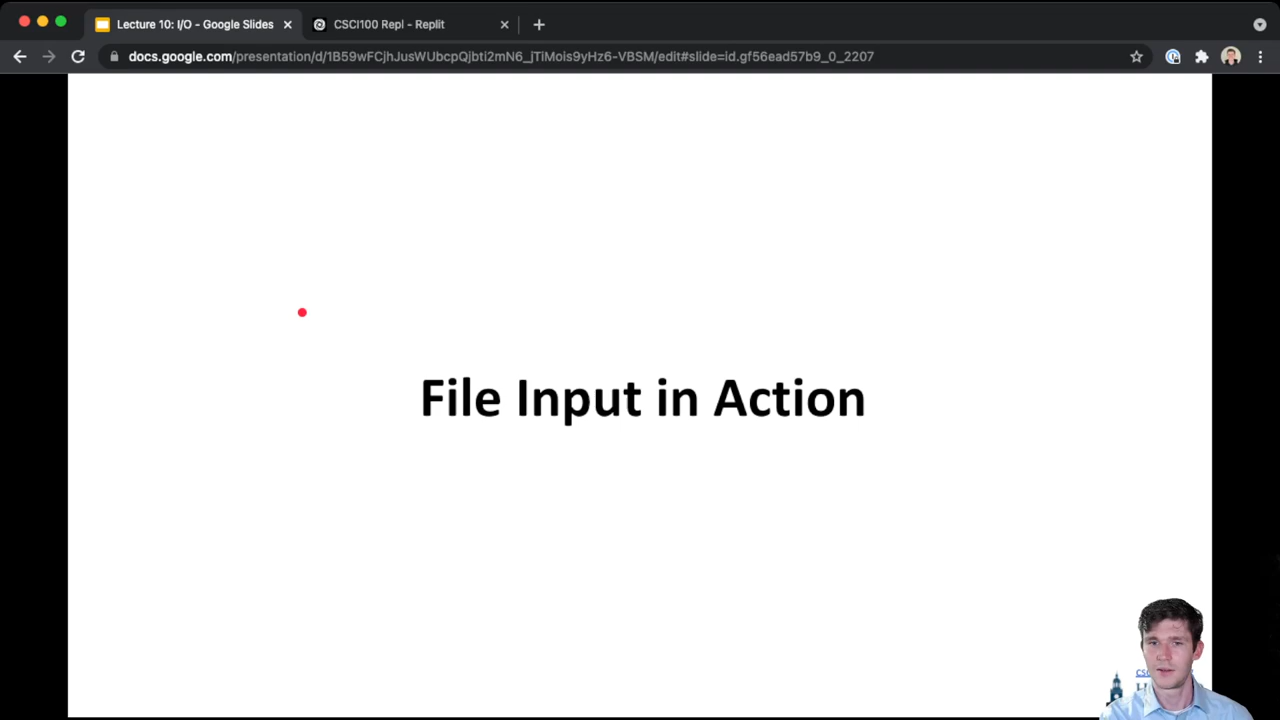 Lecture 10: I/O - Google Slides
CSCI100 Repl - Replit
docs.google.com/presentation/d/1B59wFCjhJusWUbcpQjbti2mN6_jTiMois9yHz6-VBSM/edit#slide=id.gf56ead57b9_0_2207
File Input in Action